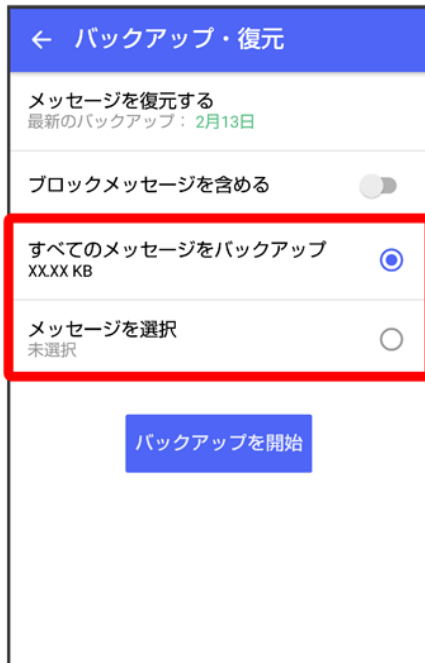 ← バックアップ・復元
メッセージを復元する
最新のバックアップ： 2月13日
ブロックメッセージを含める
すべてのメッセージをバックアップ
XX.XX KB
メッセージを選択
未選択
バックアップを開始